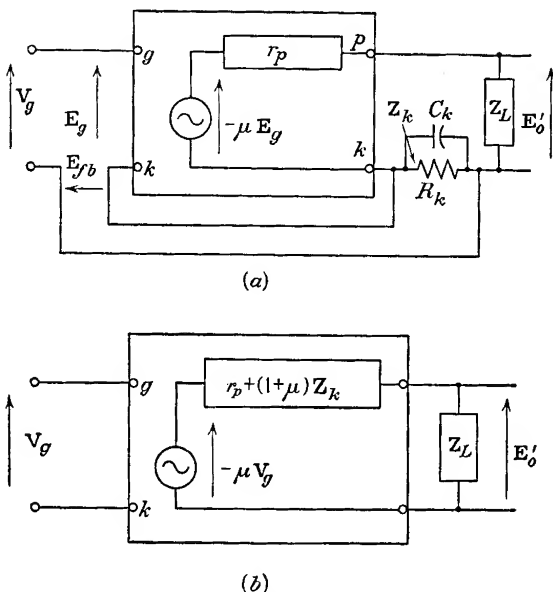 g
r_p
p
V_g
E_g
-μE_g
Z_k
C_k
Z_L
E'_o
E_fb
k
k
R_k
(a)
g
r_p+(1+μ)Z_k
V_g
-μV_g
Z_L
E'_o
k
(b)